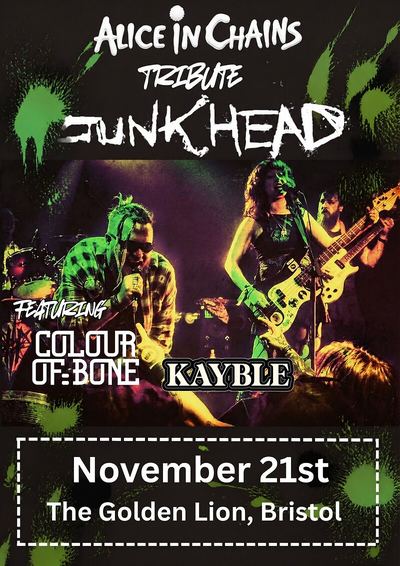 ALICE IN CHAINS
TRIBUTE
JUNKHEAD
FEATURING
COLOUR
OF=BONE
KAYBLE
November 21st
The Golden Lion, Bristol